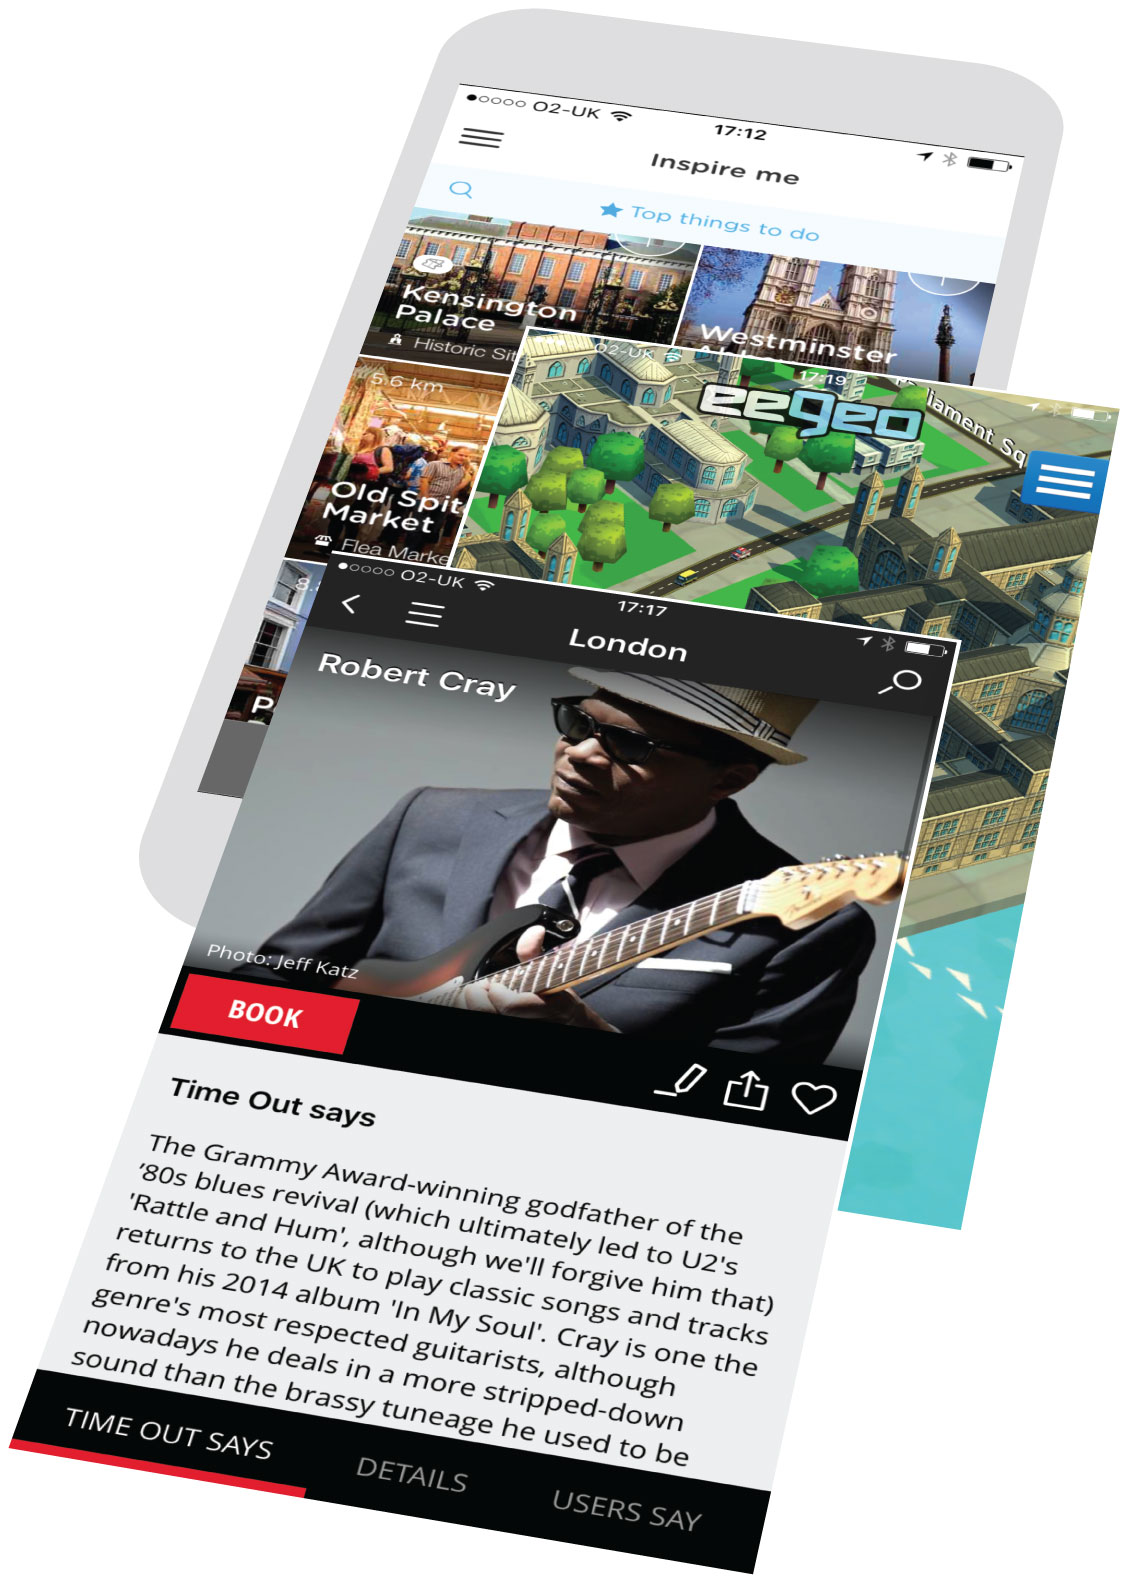 O2-UK
17:12
Inspire me
Top things to do
Kensington
Palace
Historic
Westminster
5.6 km
Old
Market
Flea
O2-UK
17:19
eegeo
O2-UK
17:17
London
Robert Cray
Photo: Jeff Katz
BOOK
Time Out says
The Grammy Award-winning godfather of the
'80s blues revival (which ultimately led to U2's
'Rattle and Hum', although we'll forgive him that)
returns to the UK to play classic songs and tracks
from his 2014 album 'In My Soul'. Cray is one the
genre's most respected guitarists, although
nowadays he deals in a more stripped-down
sound than the brassy tuneage he used to be
TIME OUT SAYS
DETAILS
USERS SAY